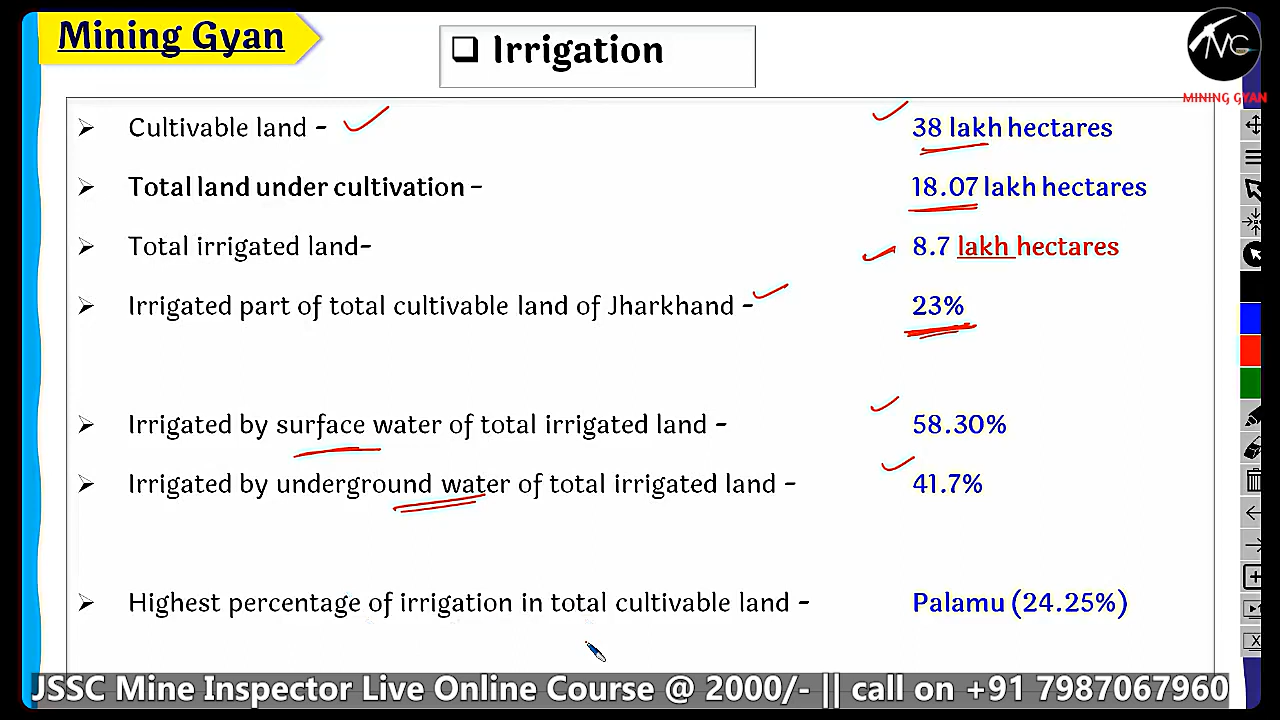 Mining Gyan
❑ Irrigation
MG
MINING GYAN
➢ Cultivable land – 38 lakh hectares
➢ Total land under cultivation – 18.07 lakh hectares
➢ Total irrigated land– 8.7 lakh hectares
➢ Irrigated part of total cultivable land of Jharkhand – 23%
➢ Irrigated by surface water of total irrigated land – 58.30%
➢ Irrigated by underground water of total irrigated land – 41.7%
➢ Highest percentage of irrigation in total cultivable land – Palamu (24.25%)
JSSC Mine Inspector Live Online Course @ 2000/- || call on +91 7987067960